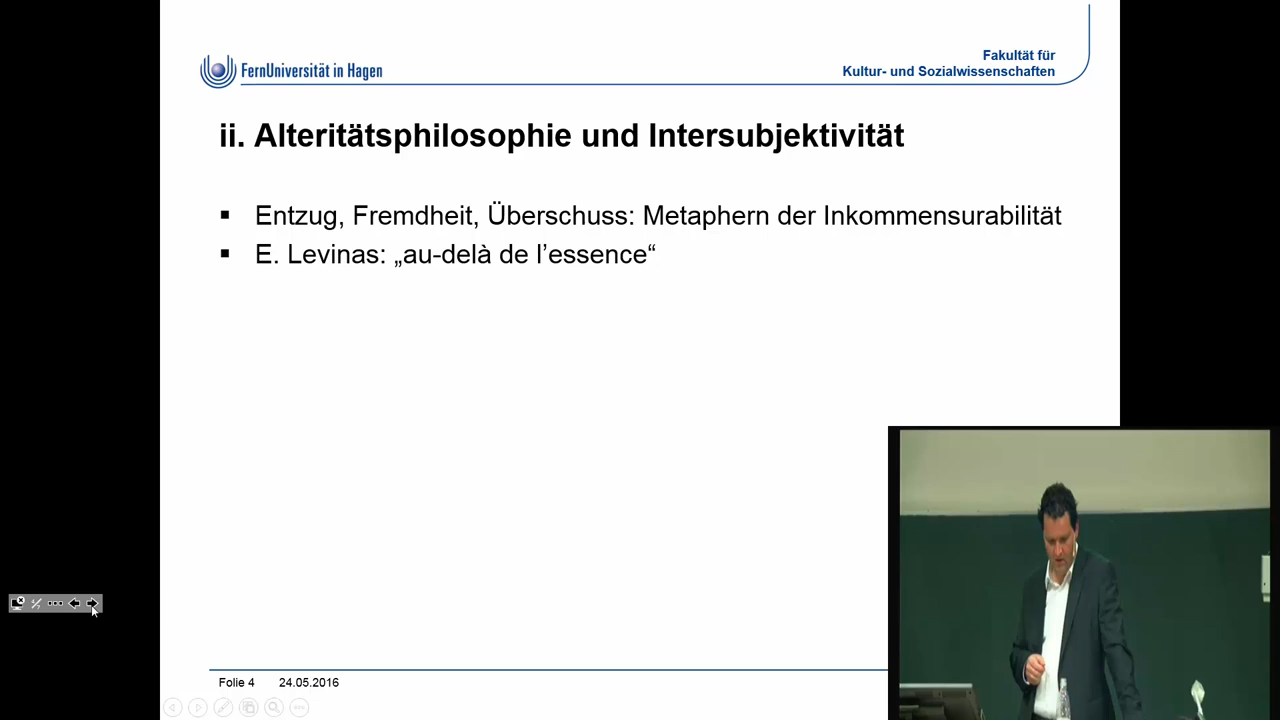 FernUniversität in Hagen
Fakultät für
Kultur- und Sozialwissenschaften
ii. Alteritätsphilosophie und Intersubjektivität
▪ Entzug, Fremdheit, Überschuss: Metaphern der Inkommensurabilität
▪ E. Levinas: „au-delà de l’essence“
Folie 4 24.05.2016